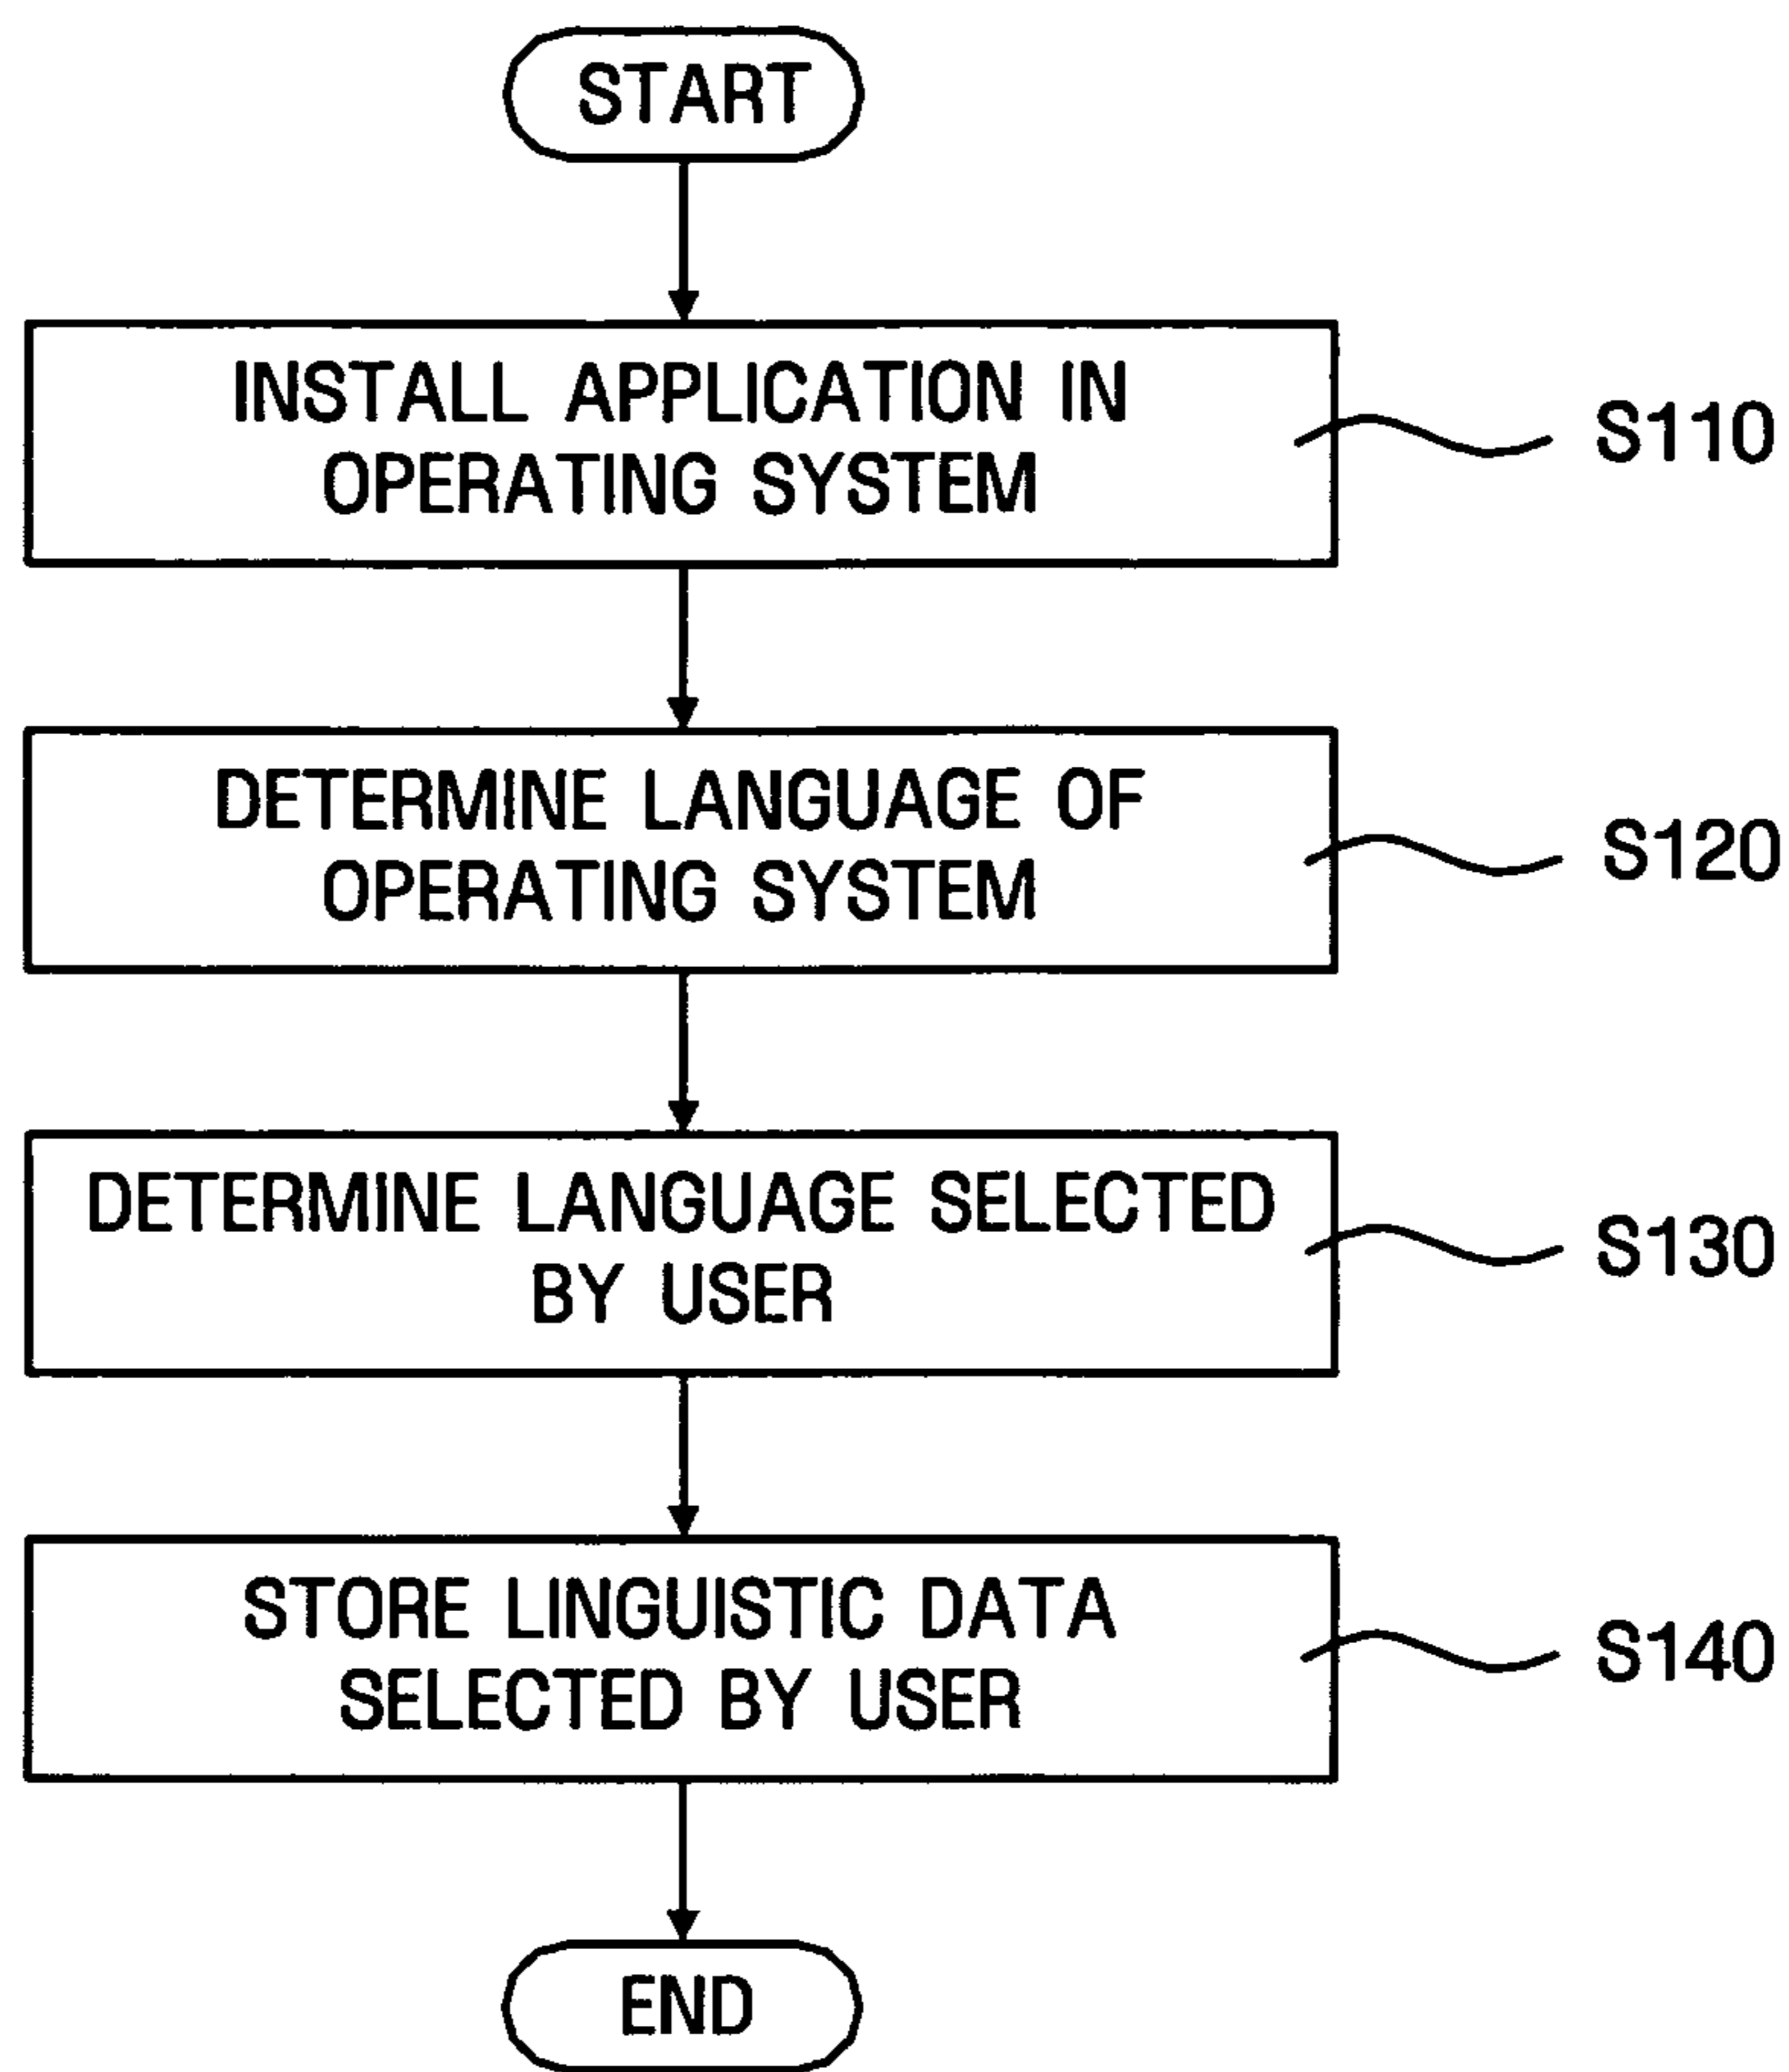 START
INSTALL APPLICATION IN
OPERATING SYSTEM
S110
DETERMINE LANGUAGE OF
OPERATING SYSTEM
S120
DETERMINE LANGUAGE SELECTED
BY USER
S130
STORE LINGUISTIC DATA
SELECTED BY USER
S140
END